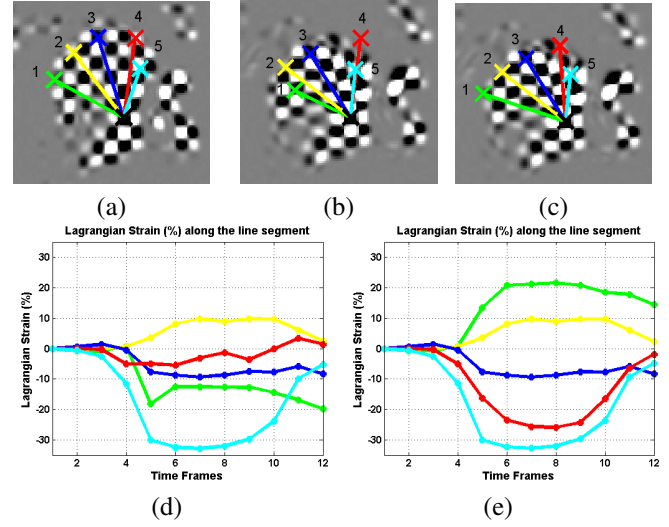 1 2 3 4 5
1 2 3 4 5
1 2 3 4 5
(a) (b) (c)
Lagrangian Strain (%) along the line segment
Lagrangian Strain (%)
30
20
10
0
-10
-20
-30
2 4 6 8 10 12
Time Frames
(d)
Lagrangian Strain (%) along the line segment
Lagrangian Strain (%)
30
20
10
0
-10
-20
-30
2 4 6 8 10 12
Time Frames
(e)